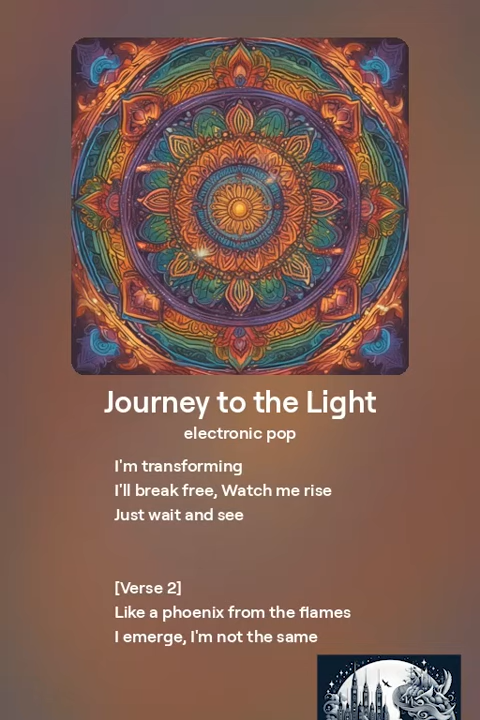 Journey to the Light
electronic pop
I'm transforming
I'll break free, Watch me rise
Just wait and see
[Verse 2]
Like a phoenix from the flames
I emerge, I'm not the same